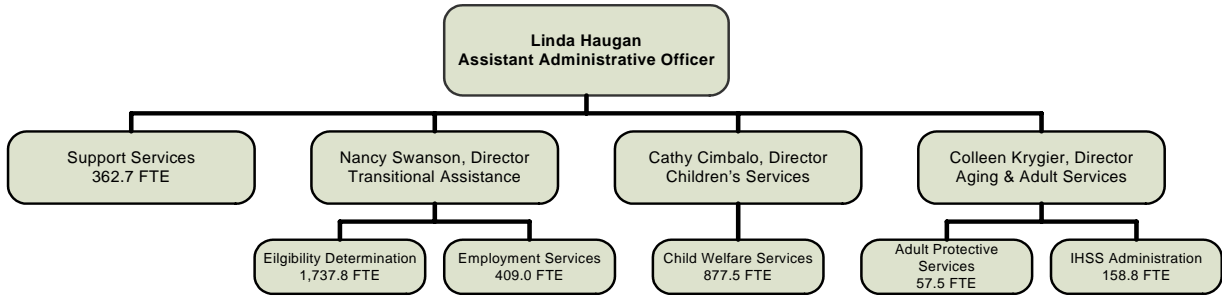 Linda Haugan
Assistant Administrative Officer
Support Services
362.7 FTE
Nancy Swanson, Director
Transitional Assistance
Cathy Cimbalo, Director
Children's Services
Colleen Krygier, Director
Aging & Adult Services
Eilgibility Determination
1,737.8 FTE
Employment Services
409.0 FTE
Child Welfare Services
877.5 FTE
Adult Protective
Services
57.5 FTE
IHSS Administration
158.8 FTE